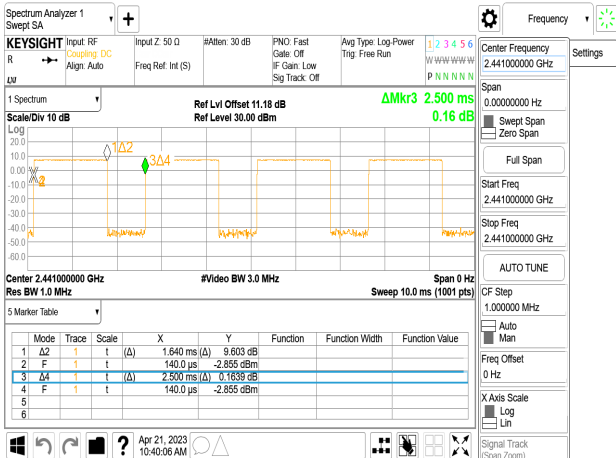 Spectrum Analyzer 1
Swept SA
+
Frequency
KEYSIGHT
Input: RF
Coupling: DC
Align: Auto
R
LXI
Input Z: 50 Ω
Freq Ref: Int (S)
#Atten: 30 dB
PNO: Fast
Gate: Off
IF Gain: Low
Sig Track: Off
Avg Type: Log-Power
Trig: Free Run
1 2 3 4 5 6
W W W W W W
P N N N N N
Center Frequency
2.441000000 GHz
Settings
Span
0.00000000 Hz
Swept Span
Zero Span
Full Span
Start Freq
2.441000000 GHz
Stop Freq
2.441000000 GHz
AUTO TUNE
CF Step
1.000000 MHz
Auto
Man
Freq Offset
0 Hz
X Axis Scale
Log
Lin
Signal Track
(Span Zoom)
1 Spectrum
Scale/Div 10 dB
Log
Ref Lvl Offset 11.18 dB
Ref Level 30.00 dBm
ΔMkr3 2.500 ms
0.16 dB
20.0
10.0
0.00
-10.0
-20.0
-30.0
-40.0
-50.0
-60.0
1Δ2
3Δ4
Center 2.441000000 GHz
Res BW 1.0 MHz
#Video BW 3.0 MHz
Span 0 Hz
Sweep 10.0 ms (1001 pts)
5 Marker Table
Mode Trace Scale X Y Function Function Width Function Value
1 Δ2 1 t (Δ) 1.640 ms (Δ) 9.603 dB
2 F 1 t 140.0 µs -2.855 dBm
3 Δ4 1 t (Δ) 2.500 ms (Δ) 0.1639 dB
4 F 1 t 140.0 µs -2.855 dBm
5
6
?
Apr 21, 2023
10:40:06 AM